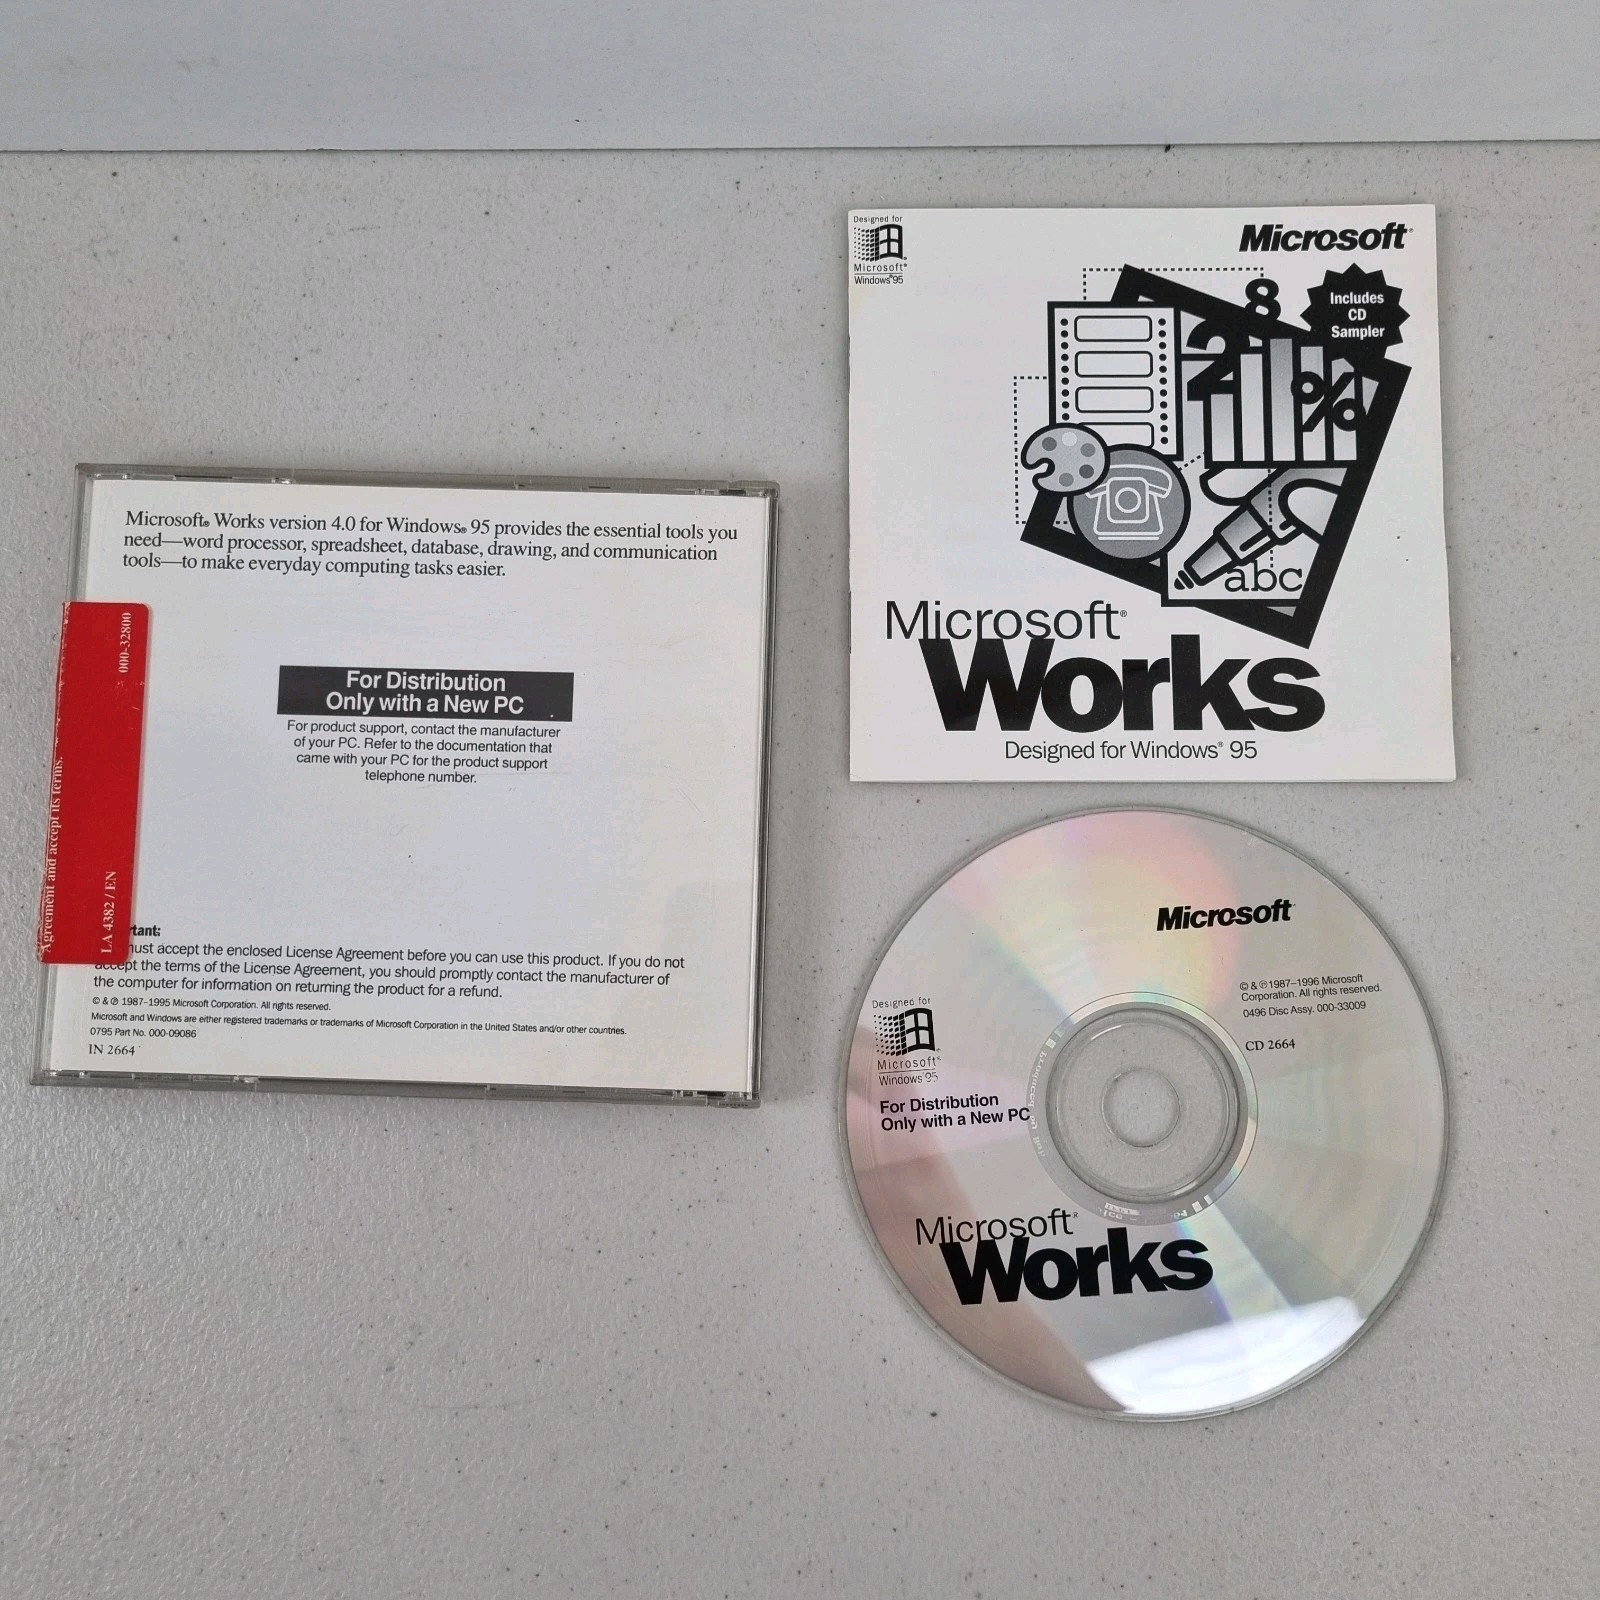 Microsoft® Works version 4.0 for Windows® 95 provides the essential tools you
need—word processor, spreadsheet, database, drawing, and communication
tools—to make everyday computing tasks easier.
000-32800
Agreement and accept its terms.
LA 4382 / EN
For Distribution
Only with a New PC
For product support, contact the manufacturer
of your PC. Refer to the documentation that
came with your PC for the product support
telephone number.
tant:
ust accept the enclosed License Agreement before you can use this product. If you do not
accept the terms of the License Agreement, you should promptly contact the manufacturer of
the computer for information on returning the product for a refund.
© & ℗ 1987–1995 Microsoft Corporation. All rights reserved.
Microsoft and Windows are either registered trademarks or trademarks of Microsoft Corporation in the United States and/or other countries.
0795 Part No. 000-09086
IN 2664
Designed for
Microsoft®
Windows®95
Microsoft®
Includes
CD
Sampler
8
2
%
abc
Microsoft®
Works
Designed for Windows® 95
Microsoft
© & ℗ 1987–1996 Microsoft
Corporation. All rights reserved.
0496 Disc Assy. 000-33009
CD 2664
Designed for
Microsoft®
Windows®95
For Distribution
Only with a New PC
Microsoft®
Works